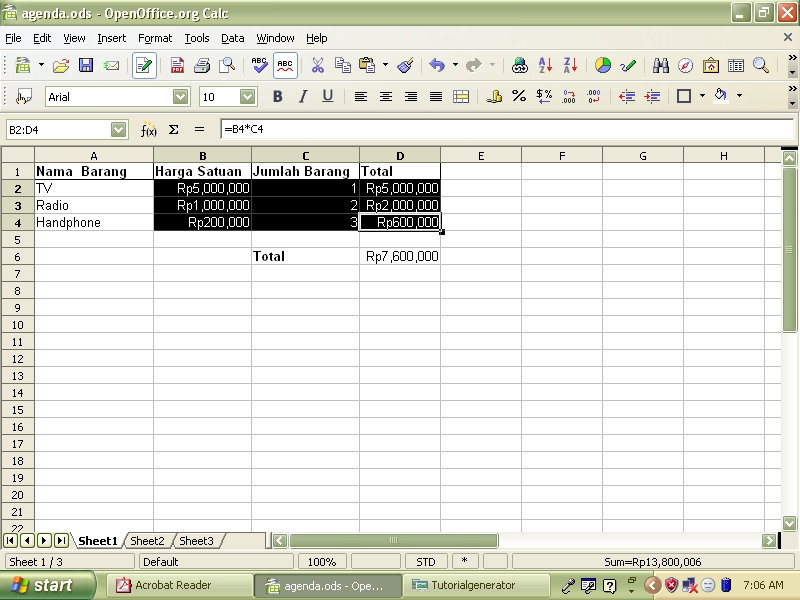 agenda.ods - OpenOffice.org Calc
File Edit View Insert Format Tools Data Window Help
Arial 10 B I U
B2:D4 f(x) Σ = =B4*C4
A B C D E F G H
1 Nama Barang Harga Satuan Jumlah Barang Total
2 TV Rp5,000,000 1 Rp5,000,000
3 Radio Rp1,000,000 2 Rp2,000,000
4 Handphone Rp200,000 3 Rp600,000
5
6 Total Rp7,600,000
7
8
9
10
11
12
13
14
15
16
17
18
19
20
21
22
Sheet1 Sheet2 Sheet3
Sheet 1 / 3 Default 100% STD * Sum=Rp13,800,006
start Acrobat Reader agenda.ods - Ope... Tutorialgenerator 7:06 AM